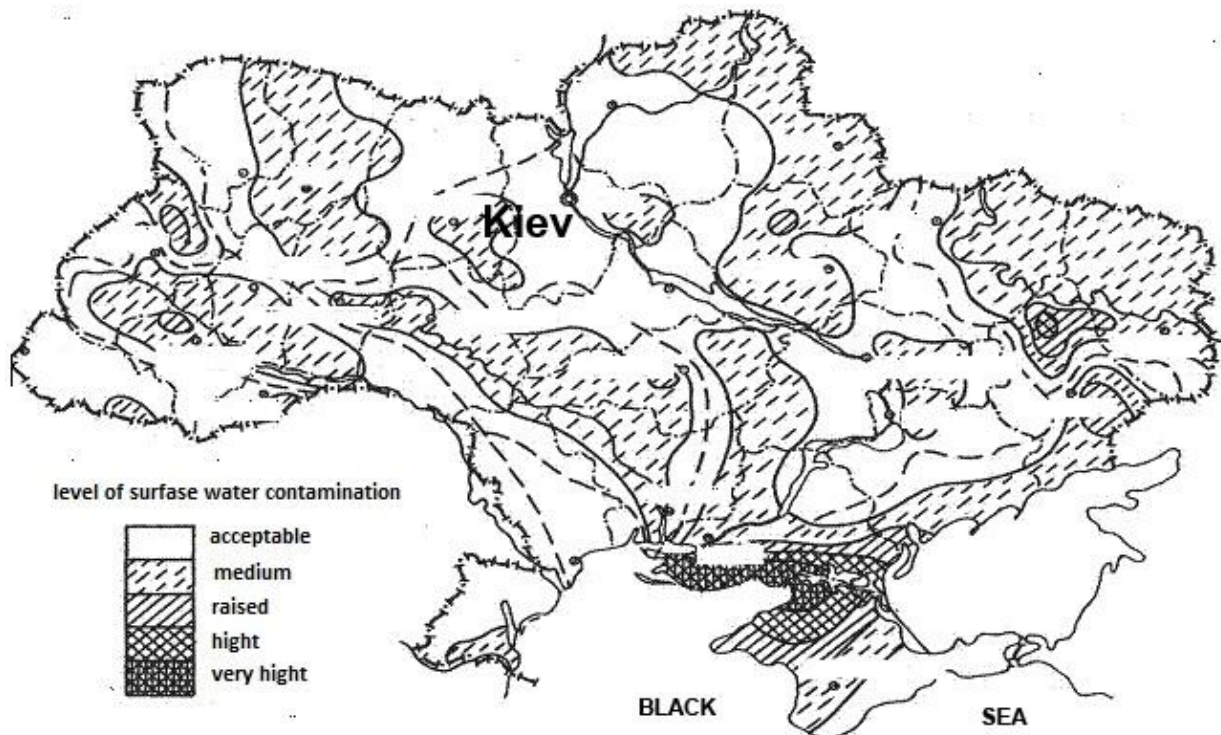 Kiev
level of surfase water contamination
acceptable
medium
raised
hight
very hight
BLACK SEA